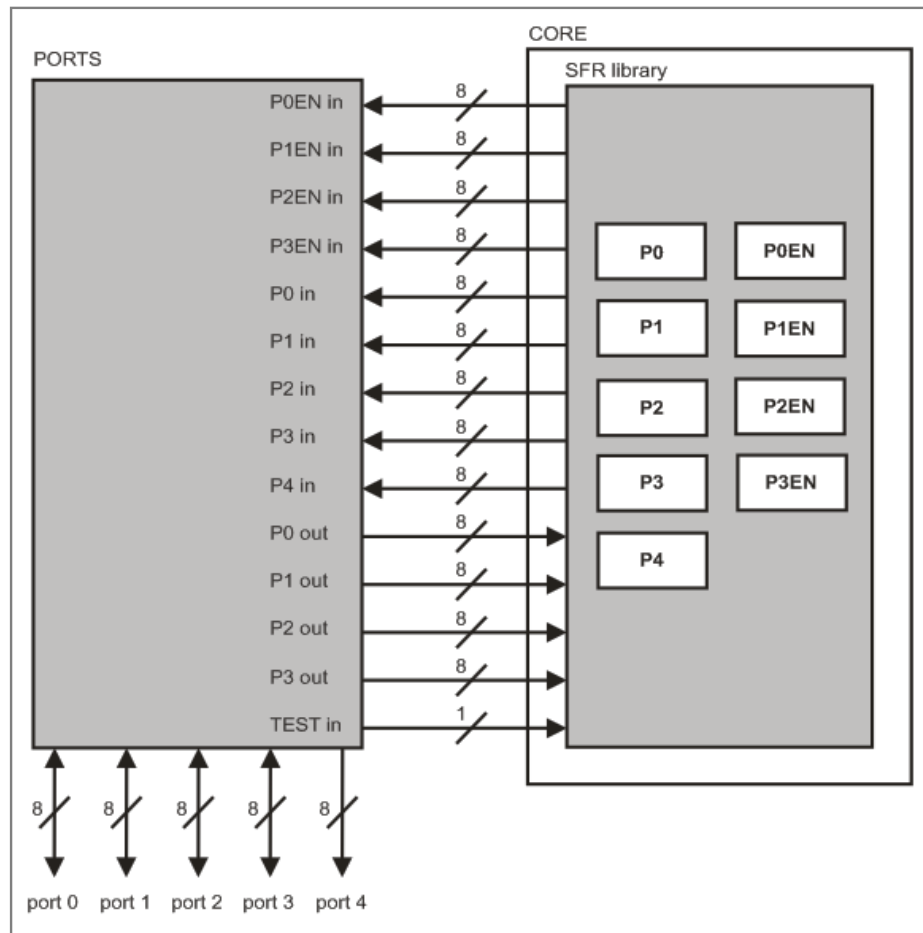 CORE
PORTS
SFR library
P0EN in
8
P1EN in
8
P2EN in
8
P3EN in
8
P0
P0EN
P0 in
8
P1 in
8
P1
P1EN
P2 in
8
P2
P2EN
P3 in
8
P4 in
8
P3
P3EN
P0 out
8
P4
P1 out
8
P2 out
8
P3 out
8
TEST in
1
8
8
8
8
8
port 0
port 1
port 2
port 3
port 4